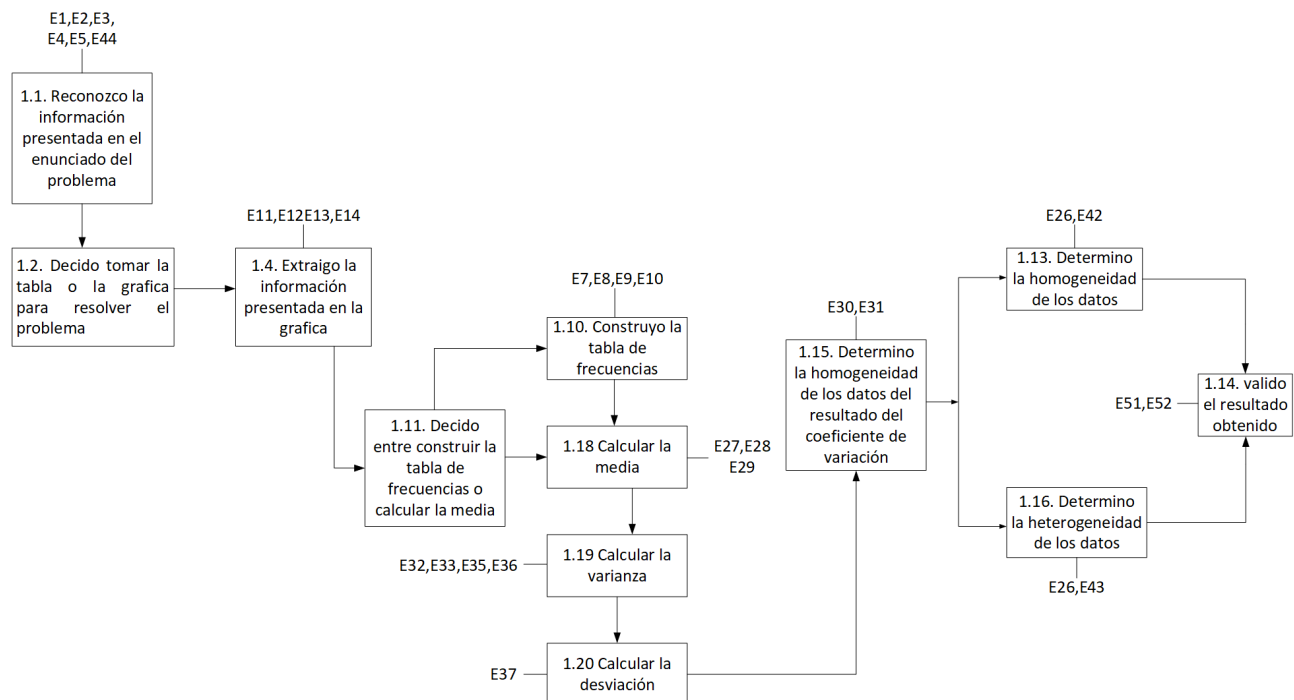 E1,E2,E3,
E4,E5,E44
1.1. Reconozco la
información
presentada en el
enunciado del
problema
1.2. Decido tomar la
tabla o la grafica
para resolver el
problema
E11,E12E13,E14
1.4. Extraigo la
información
presentada en la
grafica
1.11. Decido
entre construir la
tabla de
frecuencias o
calcular la media
E7,E8,E9,E10
1.10. Construyo la
tabla de
frecuencias
1.18 Calcular la
media
E27,E28
E29
E32,E33,E35,E36
1.19 Calcular la
varianza
E37
1.20 Calcular la
desviación
E30,E31
1.15. Determino
la homogeneidad
de los datos del
resultado del
coeficiente de
variación
E26,E42
1.13. Determino
la homogeneidad
de los datos
1.16. Determino
la heterogeneidad
de los datos
E26,E43
E51,E52
1.14. valido
el resultado
obtenido